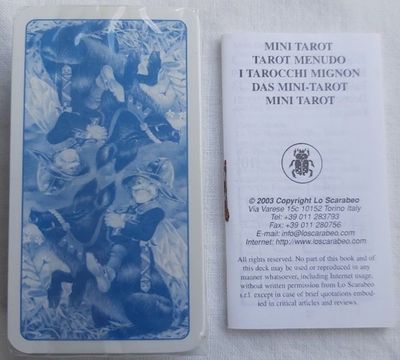 MINI TAROT
TAROT MENUDO
I TAROCCHI MIGNON
DAS MINI-TAROT
MINI TAROT
© 2003 Copyright Lo Scarabeo
Via Varese 15c 10152 Torino Italy
Tel: +39 011 283793
Fax: +39 011 280756
E-mail: info@loscarabeo.com
Internet: http://www.loscarabeo.com
All rights reserved. No part of this book and of
this deck may be used or reproduced in any
manner whatsoever, including Internet usage,
without written permission from Lo Scarabeo
s.r.l. except in case of brief quotations embod-
ied in critical articles and reviews.